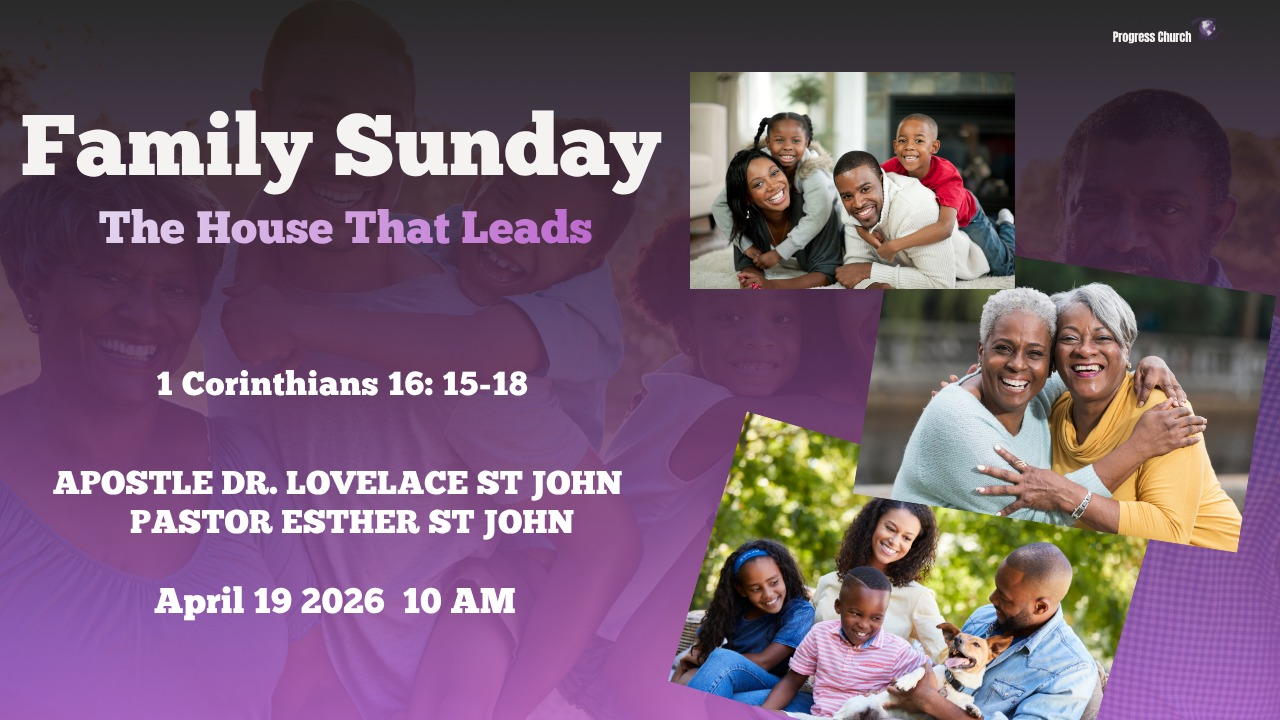 Progress Church
Family Sunday
The House That Leads
1 Corinthians 16: 15-18
APOSTLE DR. LOVELACE ST JOHN
PASTOR ESTHER ST JOHN
April 19 2026  10 AM